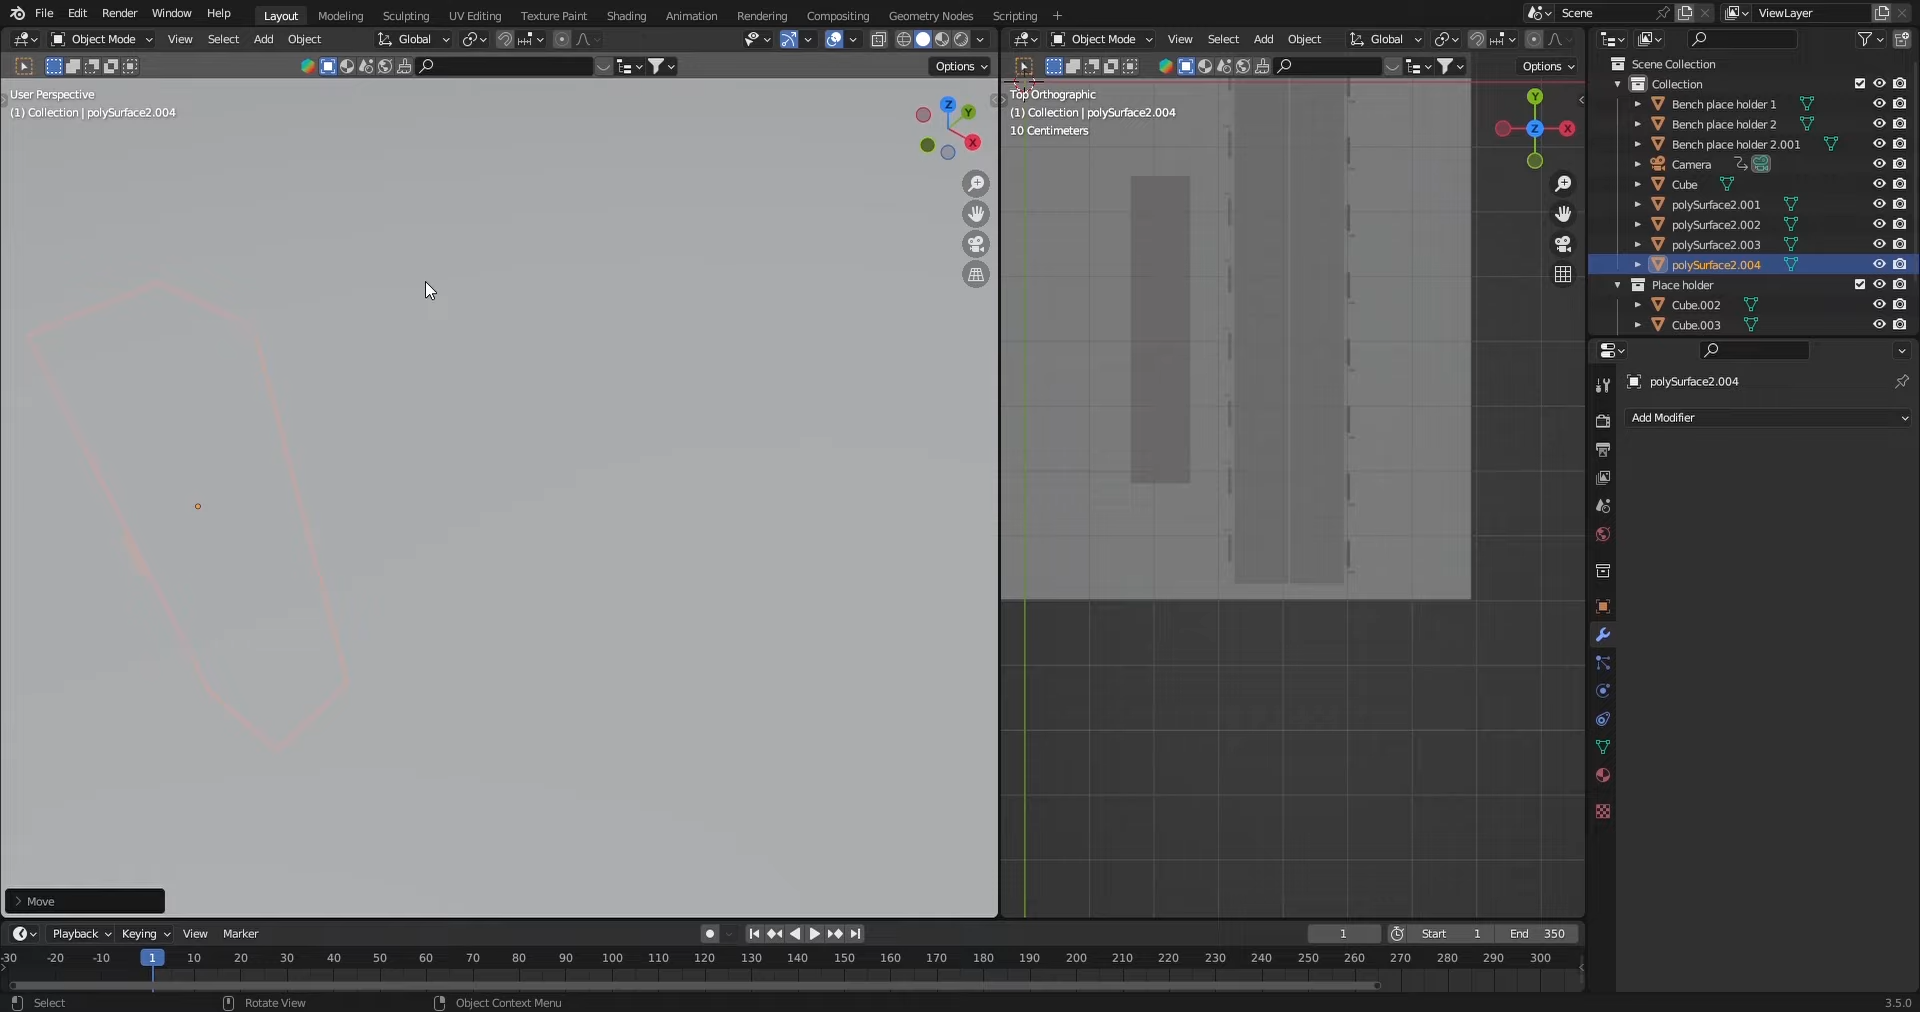 File Edit Render Window Help Layout Modeling Sculpting UV Editing Texture Paint Shading Animation Rendering Compositing Geometry Nodes Scripting + Scene ViewLayer
Object Mode View Select Add Object Global Object Mode View Select Add Object Global
Options Options
User Perspective
(1) Collection | polySurface2.004
Z
Y
X
Top Orthographic
(1) Collection | polySurface2.004
10 Centimeters
Y
Z
X
Scene Collection
Collection
Bench place holder 1
Bench place holder 2
Bench place holder 2.001
Camera
Cube
polySurface2.001
polySurface2.002
polySurface2.003
polySurface2.004
Place holder
Cube.002
Cube.003
polySurface2.004
Add Modifier
Move
Playback Keying View Marker 1 Start 1 End 350
-30 -20 -10 1 10 20 30 40 50 60 70 80 90 100 110 120 130 140 150 160 170 180 190 200 210 220 230 240 250 260 270 280 290 300
Select Rotate View Object Context Menu 3.5.0